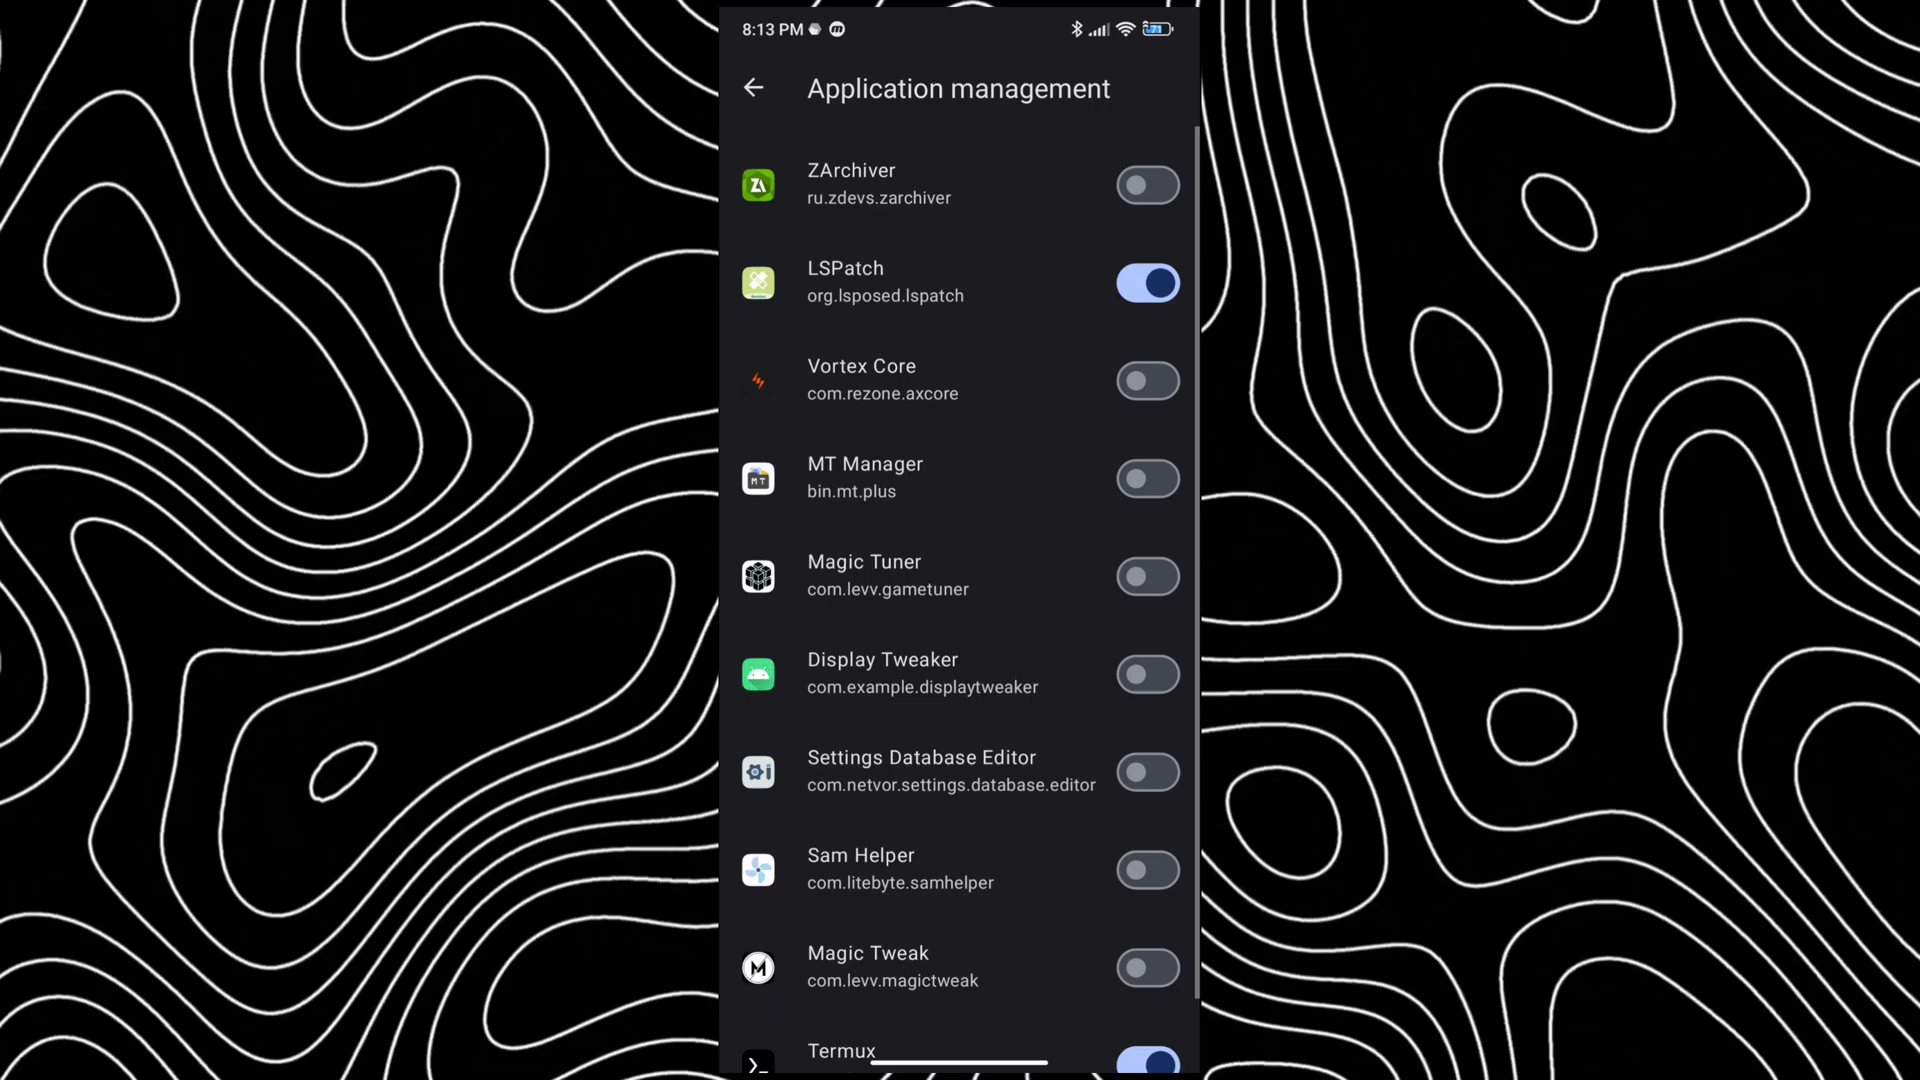 8:13 PM
71
Application management
ZArchiver
ru.zdevs.zarchiver
LSPatch
org.lsposed.lspatch
Vortex Core
com.rezone.axcore
MT Manager
bin.mt.plus
Magic Tuner
com.levv.gametuner
Display Tweaker
com.example.displaytweaker
Settings Database Editor
com.netvor.settings.database.editor
Sam Helper
com.litebyte.samhelper
Magic Tweak
com.levv.magictweak
Termux